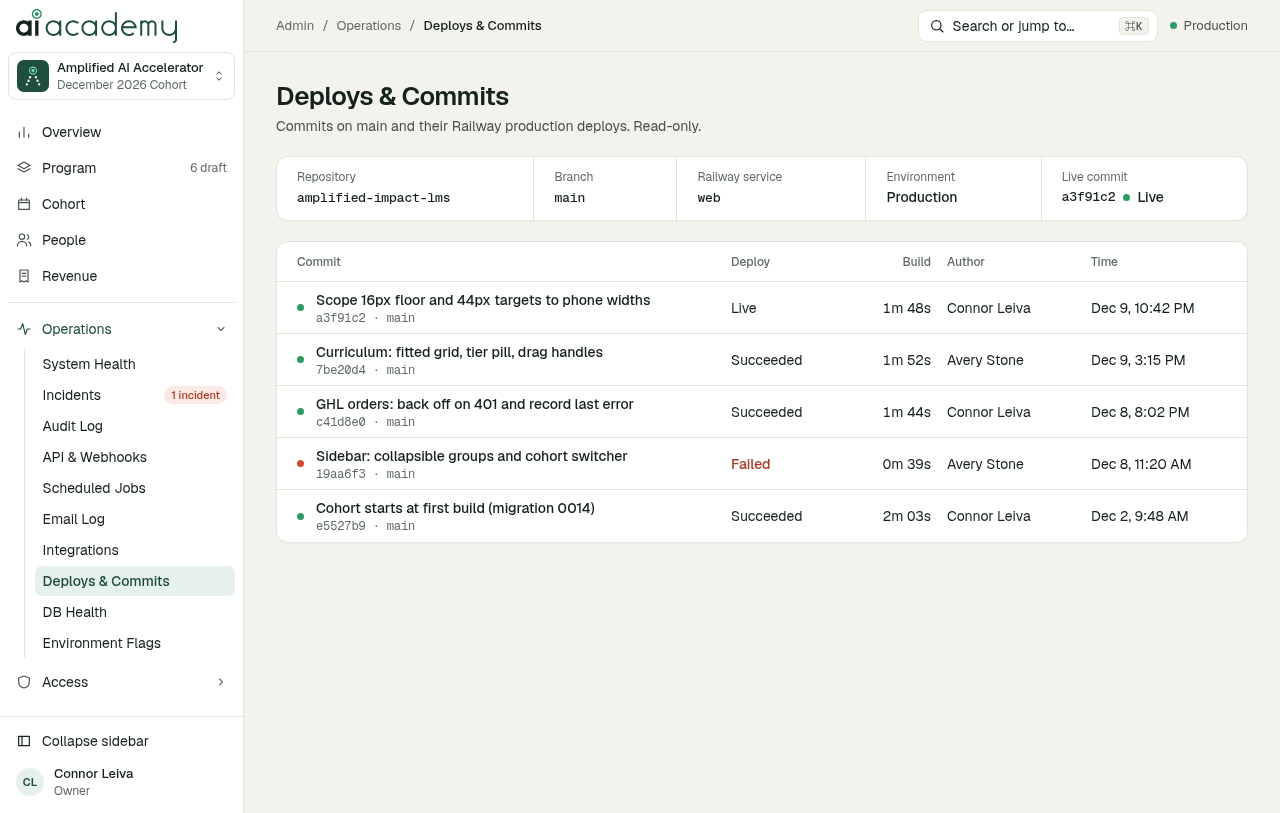 ai academy
Amplified AI Accelerator
December 2026 Cohort
Overview
Program 6 draft
Cohort
People
Revenue
Operations
System Health
Incidents 1 incident
Audit Log
API & Webhooks
Scheduled Jobs
Email Log
Integrations
Deploys & Commits
DB Health
Environment Flags
Access
Collapse sidebar
CL
Connor Leiva
Owner
Admin / Operations / Deploys & Commits
Search or jump to… ⌘K
Production
Deploys & Commits
Commits on main and their Railway production deploys. Read-only.
Repository Branch Railway service Environment Live commit
amplified-impact-lms main web Production a3f91c2 Live
Commit Deploy Build Author Time
Scope 16px floor and 44px targets to phone widths
a3f91c2 · main
Live 1m 48s Connor Leiva Dec 9, 10:42 PM
Curriculum: fitted grid, tier pill, drag handles
7be20d4 · main
Succeeded 1m 52s Avery Stone Dec 9, 3:15 PM
GHL orders: back off on 401 and record last error
c41d8e0 · main
Succeeded 1m 44s Connor Leiva Dec 8, 8:02 PM
Sidebar: collapsible groups and cohort switcher
19aa6f3 · main
Failed 0m 39s Avery Stone Dec 8, 11:20 AM
Cohort starts at first build (migration 0014)
e5527b9 · main
Succeeded 2m 03s Connor Leiva Dec 2, 9:48 AM